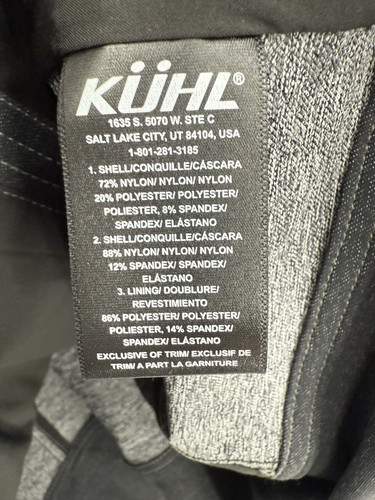 KÜHL®
1635 S. 5070 W. STE C
SALT LAKE CITY, UT 84104, USA
1-801-281-3185
1. SHELL/CONQUILLE/CÁSCARA
72% NYLON/ NYLON/ NYLON
20% POLYESTER/ POLYESTER/
POLIESTER, 8% SPANDEX/
SPANDEX/ ELÁSTANO
2. SHELL/CONQUILLE/CÁSCARA
88% NYLON/ NYLON/ NYLON
12% SPANDEX/ SPANDEX/
ELÁSTANO
3. LINING/ DOUBLURE/
REVESTIMIENTO
86% POLYESTER/ POLYESTER/
POLIESTER, 14% SPANDEX/
SPANDEX/ ELÁSTANO
EXCLUSIVE OF TRIM/ EXCLUSIF DE
TRIM/ A PART LA GARNITURE